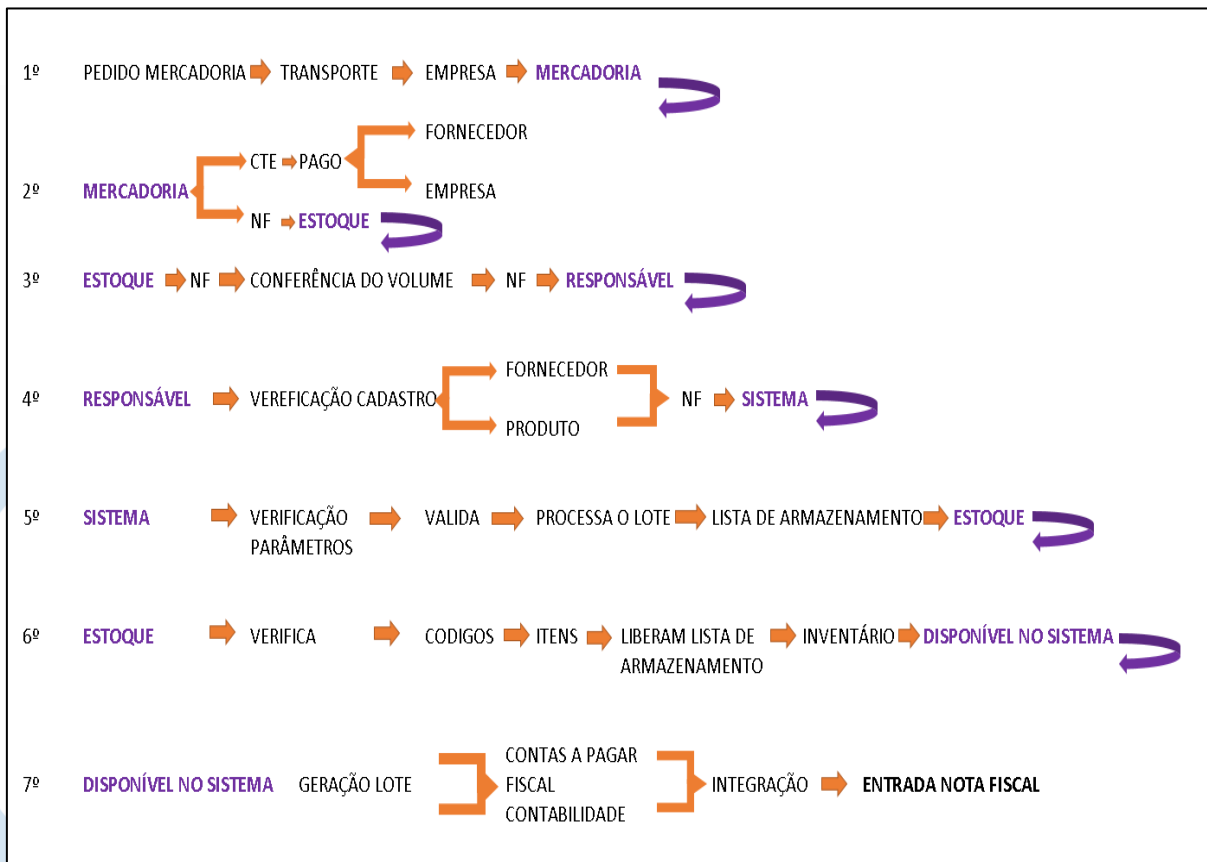 1º PEDIDO MERCADORIA TRANSPORTE EMPRESA MERCADORIA
FORNECEDOR
CTE PAGO
2º MERCADORIA EMPRESA
NF ESTOQUE
3º ESTOQUE NF CONFERÊNCIA DO VOLUME NF RESPONSÁVEL
FORNECEDOR
4º RESPONSÁVEL VEREFICAÇÃO CADASTRO NF SISTEMA
PRODUTO
5º SISTEMA VERIFICAÇÃO VALIDA PROCESSA O LOTE LISTA DE ARMAZENAMENTO ESTOQUE
PARÂMETROS
6º ESTOQUE VERIFICA CODIGOS ITENS LIBERAM LISTA DE INVENTÁRIO DISPONÍVEL NO SISTEMA
ARMAZENAMENTO
CONTAS A PAGAR
7º DISPONÍVEL NO SISTEMA GERAÇÃO LOTE FISCAL INTEGRAÇÃO ENTRADA NOTA FISCAL
CONTABILIDADE